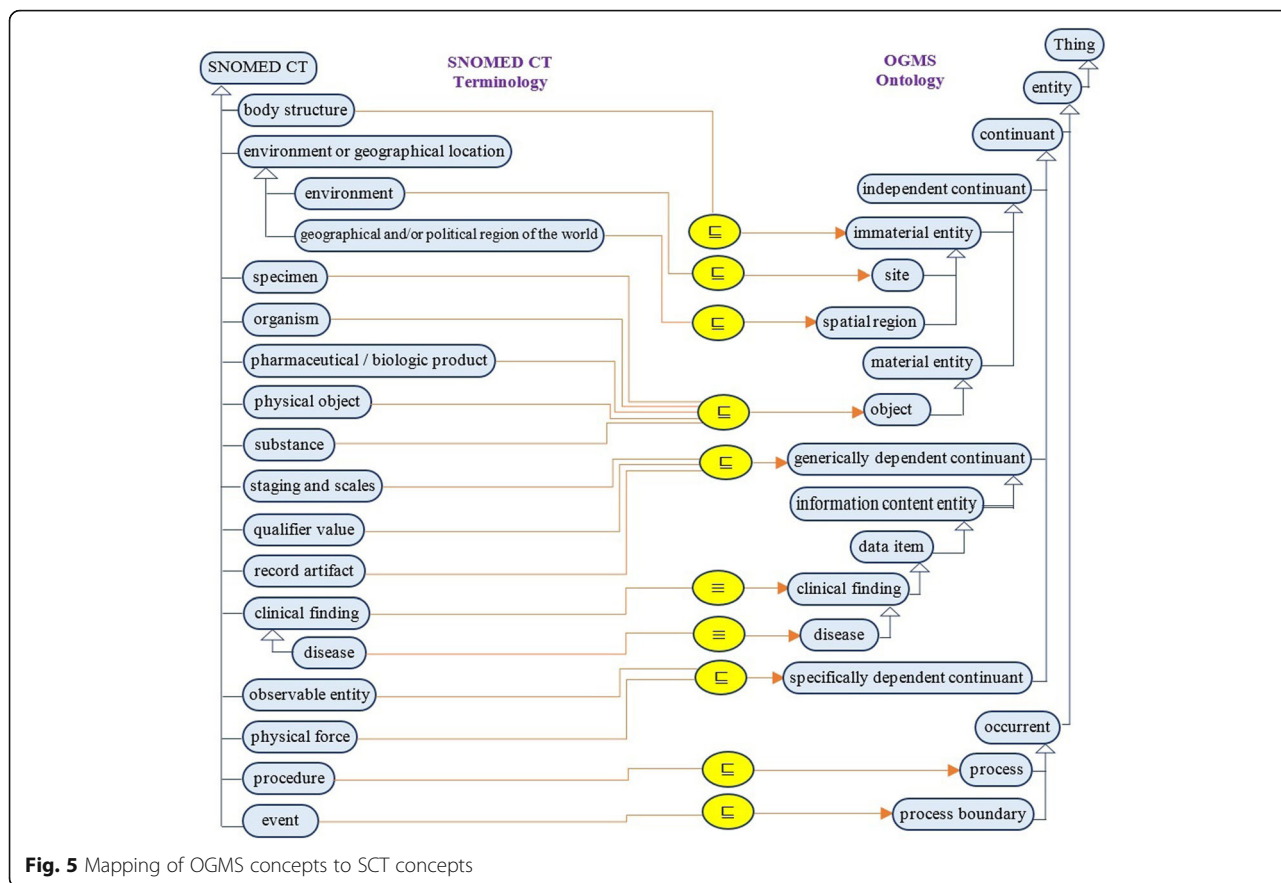 Thing
SNOMED CT
SNOMED CT
Terminology
OGMS
Ontology
entity
body structure
continuant
environment or geographical location
environment
independent continuant
geographical and/or political region of the world
⊑
immaterial entity
specimen
⊑
site
organism
⊑
spatial region
pharmaceutical / biologic product
material entity
physical object
⊑
object
substance
⊑
generically dependent continuant
staging and scales
information content entity
qualifier value
data item
record artifact
clinical finding
≡
clinical finding
disease
≡
disease
observable entity
⊑
specifically dependent continuant
physical force
occurrent
procedure
⊑
process
event
⊑
process boundary
Fig. 5 Mapping of OGMS concepts to SCT concepts